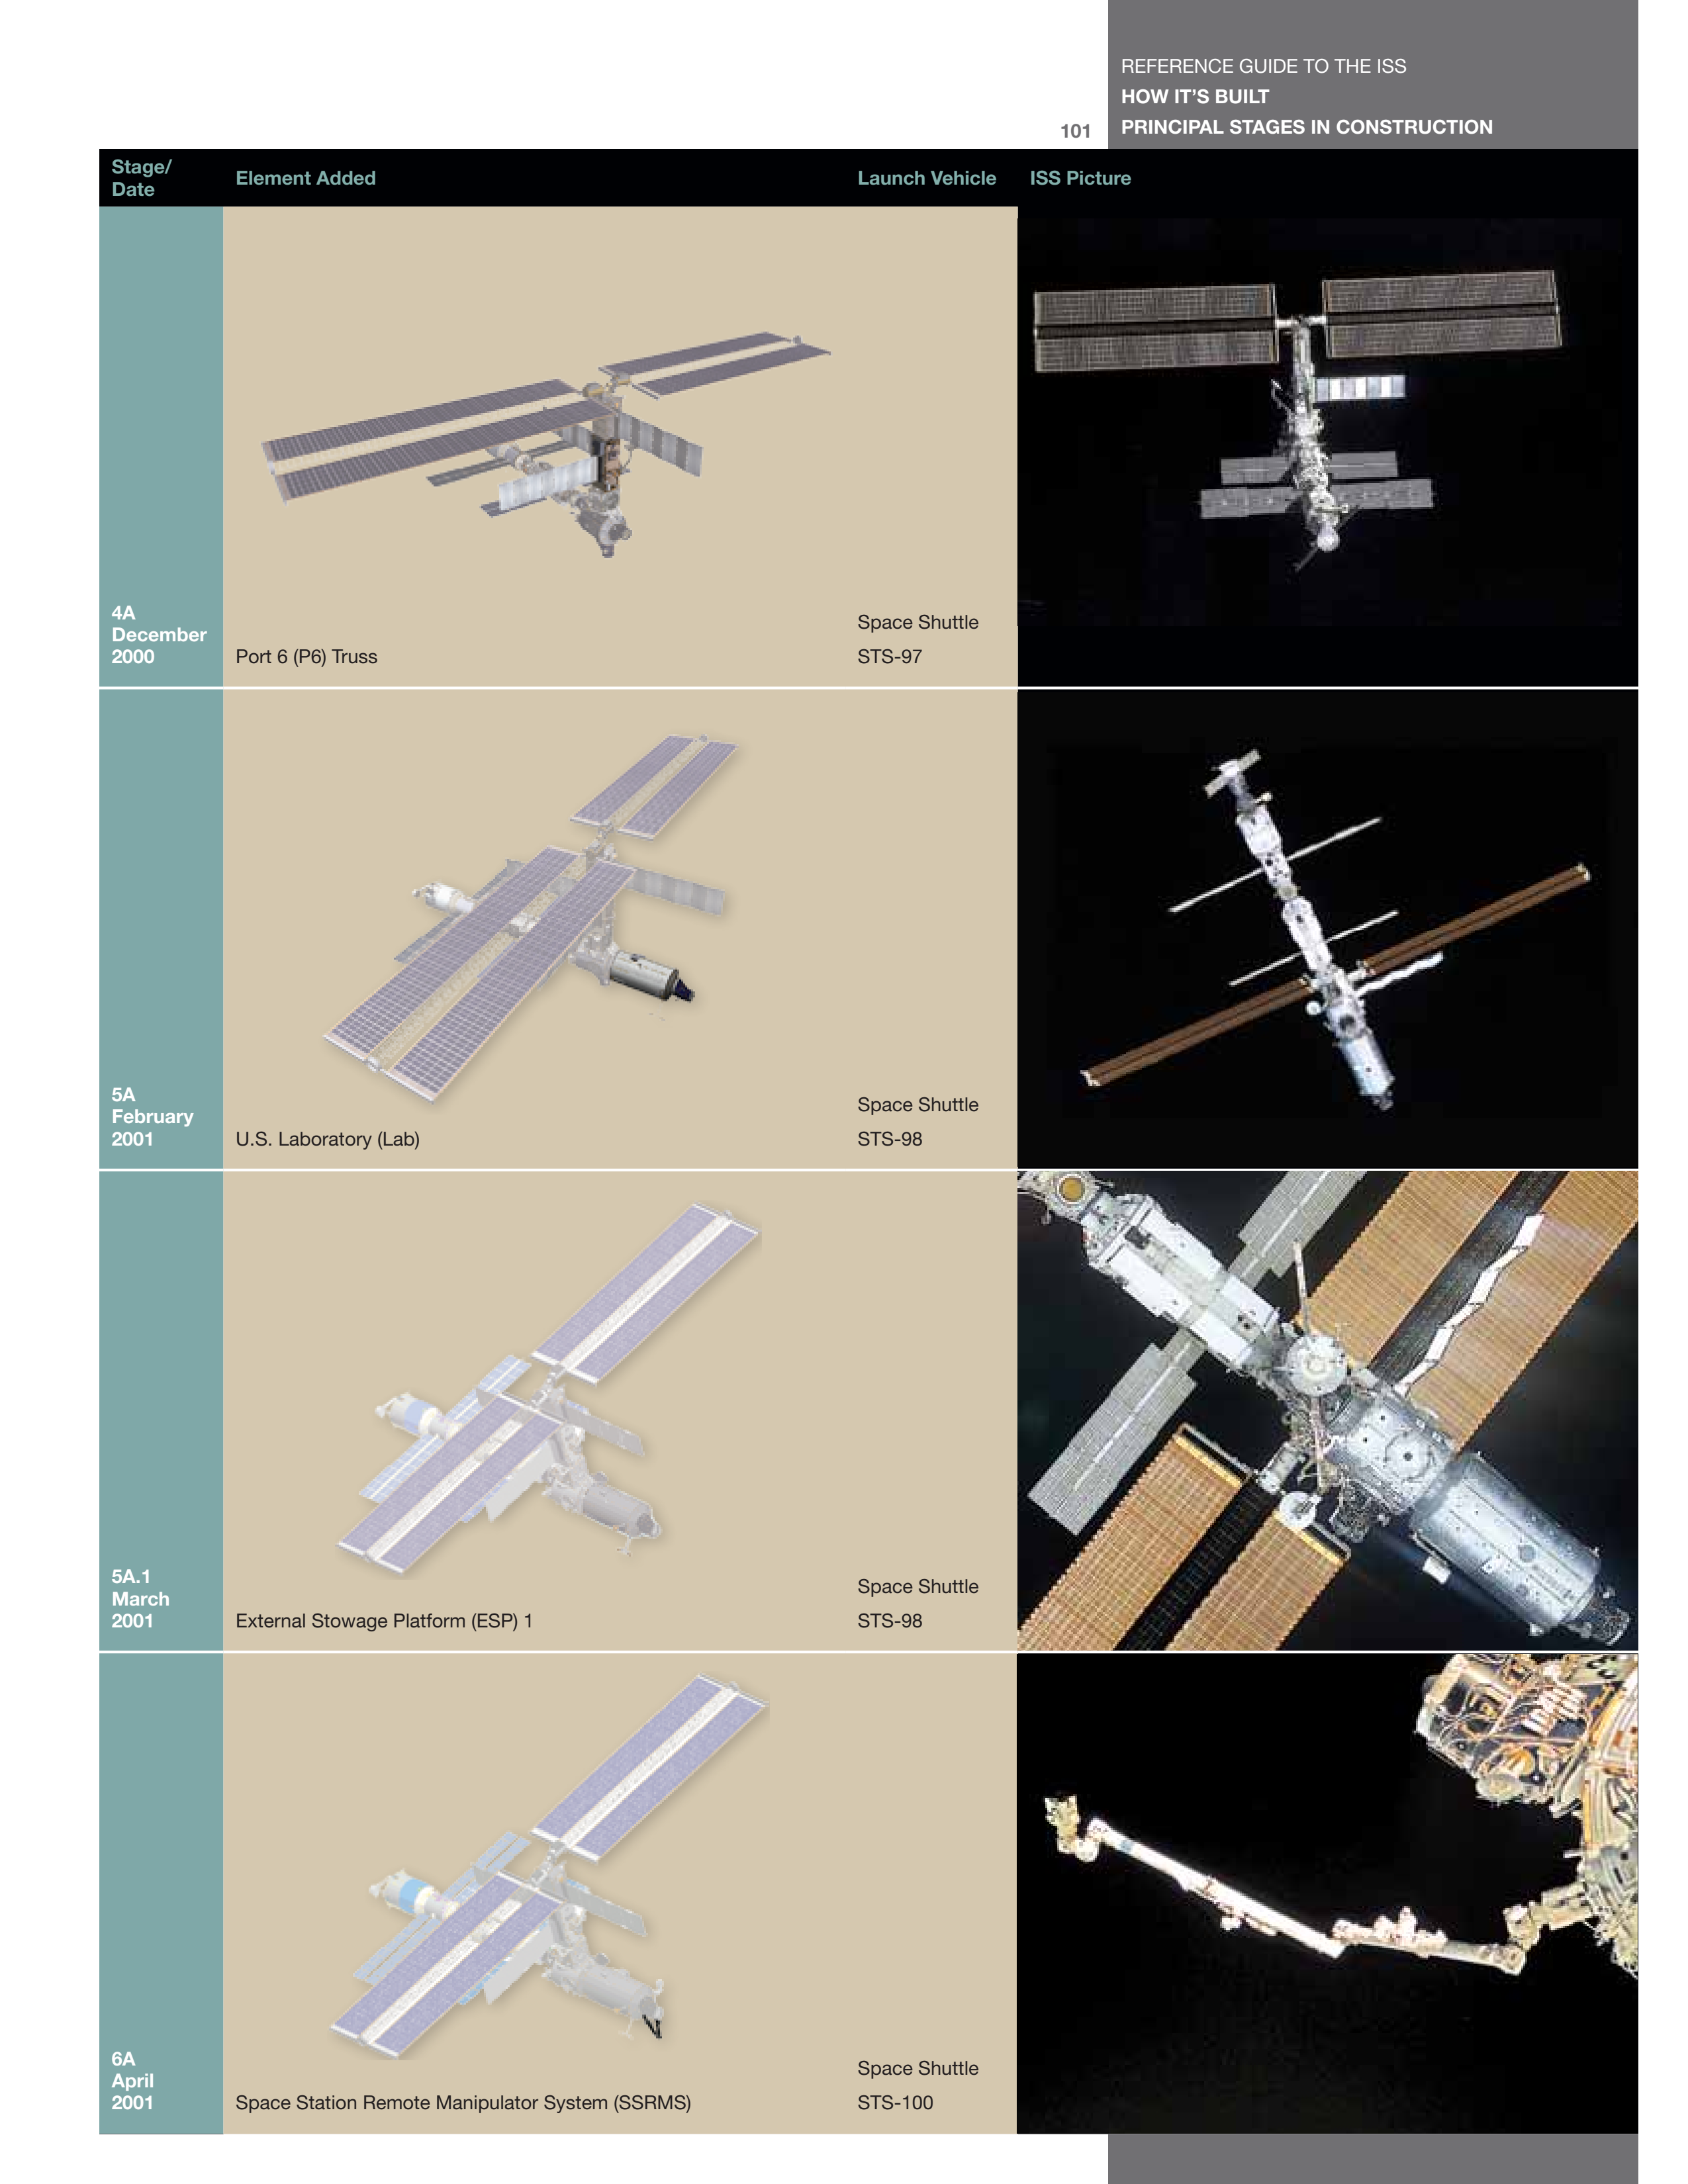 REFERENCE GUIDE TO THE ISS
HOW IT'S BUILT
101 PRINCIPAL STAGES IN CONSTRUCTION
Stage/
Date
Element Added
Launch Vehicle
ISS Picture
4A
December
2000
Port 6 (P6) Truss
Space Shuttle
STS-97
5A
February
2001
U.S. Laboratory (Lab)
Space Shuttle
STS-98
5A.1
March
2001
External Stowage Platform (ESP) 1
Space Shuttle
STS-98
6A
April
2001
Space Station Remote Manipulator System (SSRMS)
Space Shuttle
STS-100